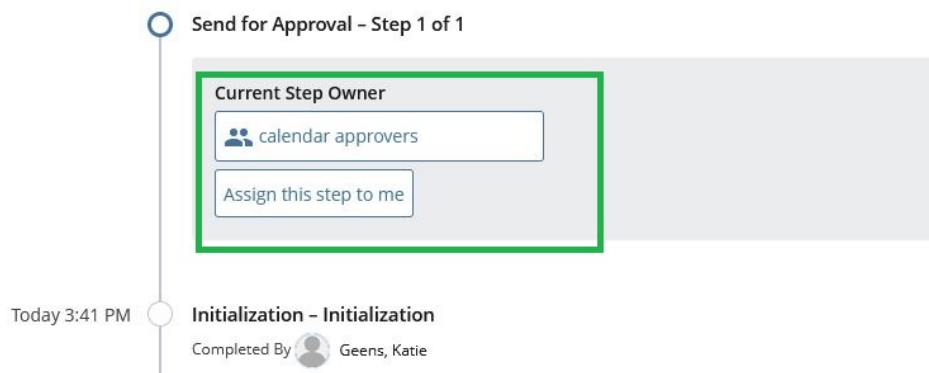 Send for Approval – Step 1 of 1
Current Step Owner
calendar approvers
Assign this step to me
Today 3:41 PM
Initialization – Initialization
Completed By Geens, Katie